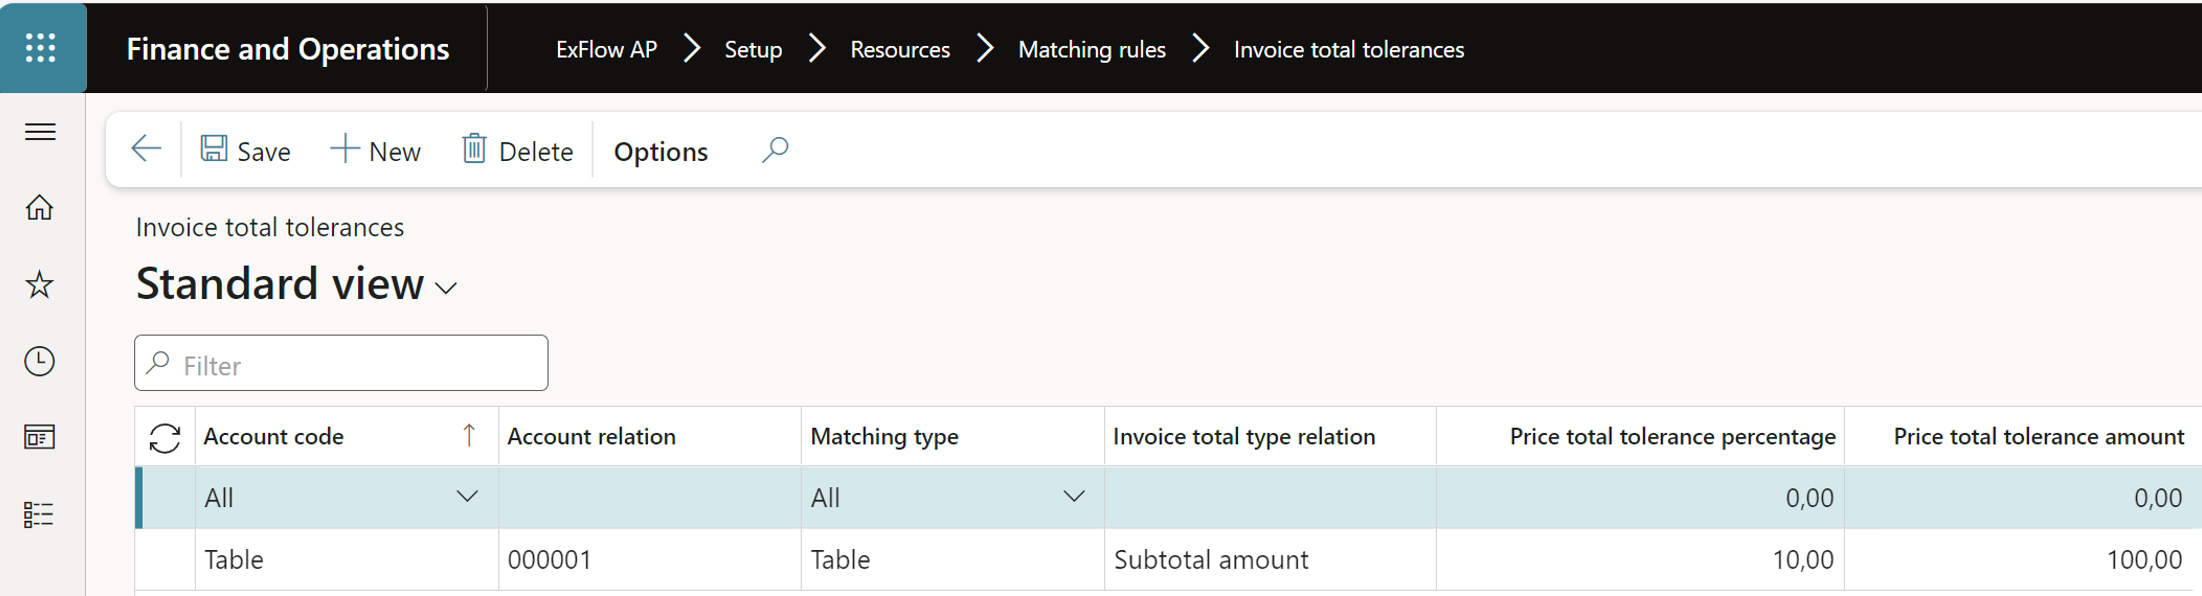 Finance and Operations
ExFlow AP > Setup > Resources > Matching rules > Invoice total tolerances
Save New Delete Options
Invoice total tolerances
Standard view
Filter
Account code Account relation Matching type Invoice total type relation Price total tolerance percentage Price total tolerance amount
All All 0,00 0,00
Table 000001 Table Subtotal amount 10,00 100,00